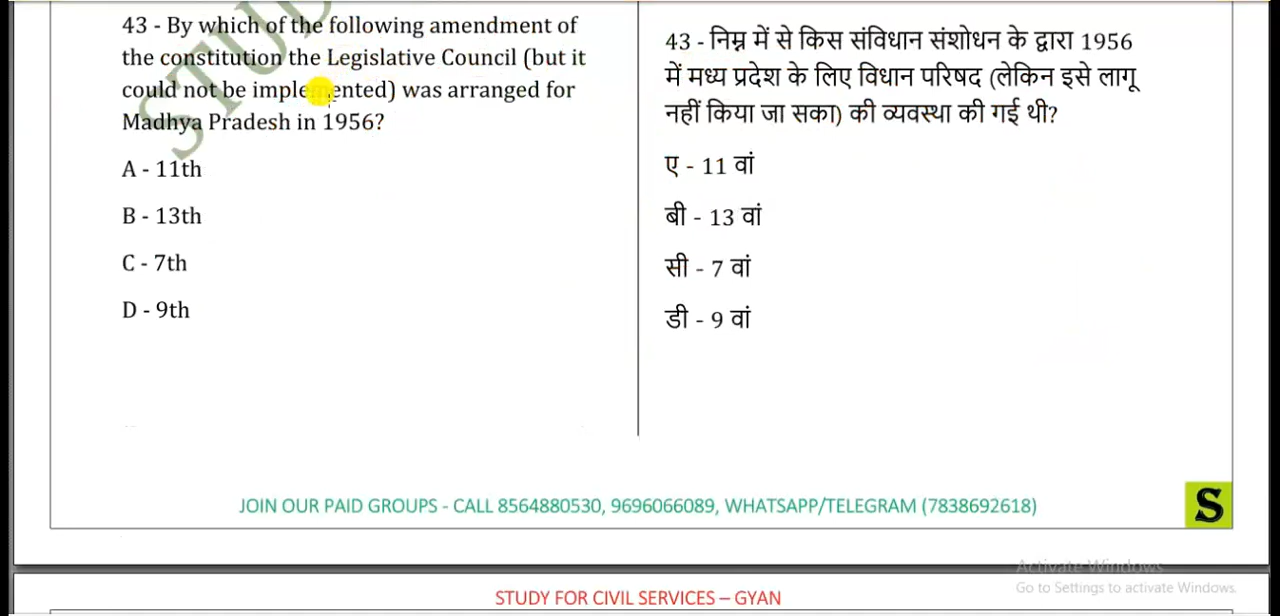 43 - By which of the following amendment of
the constitution the Legislative Council (but it
could not be implemented) was arranged for
Madhya Pradesh in 1956?
A - 11th
B - 13th
C - 7th
D - 9th
43 - निम्न में से किस संविधान संशोधन के द्वारा 1956
में मध्य प्रदेश के लिए विधान परिषद (लेकिन इसे लागू
नहीं किया जा सका) की व्यवस्था की गई थी?
ए - 11 वां
बी - 13 वां
सी - 7 वां
डी - 9 वां
STUD
JOIN OUR PAID GROUPS - CALL 8564880530, 9696066089, WHATSAPP/TELEGRAM (7838692618)
S
Activate Windows
Go to Settings to activate Windows.
STUDY FOR CIVIL SERVICES – GYAN